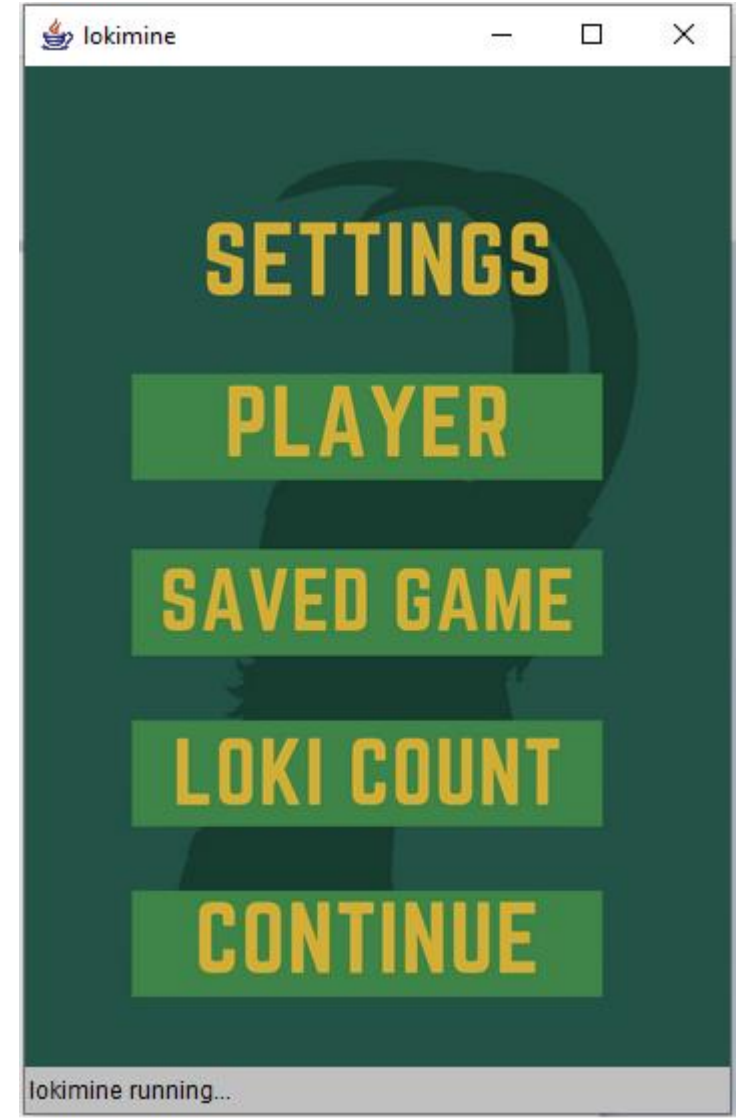 lokimine
SETTINGS
PLAYER
SAVED GAME
LOKI COUNT
CONTINUE
lokimine running...